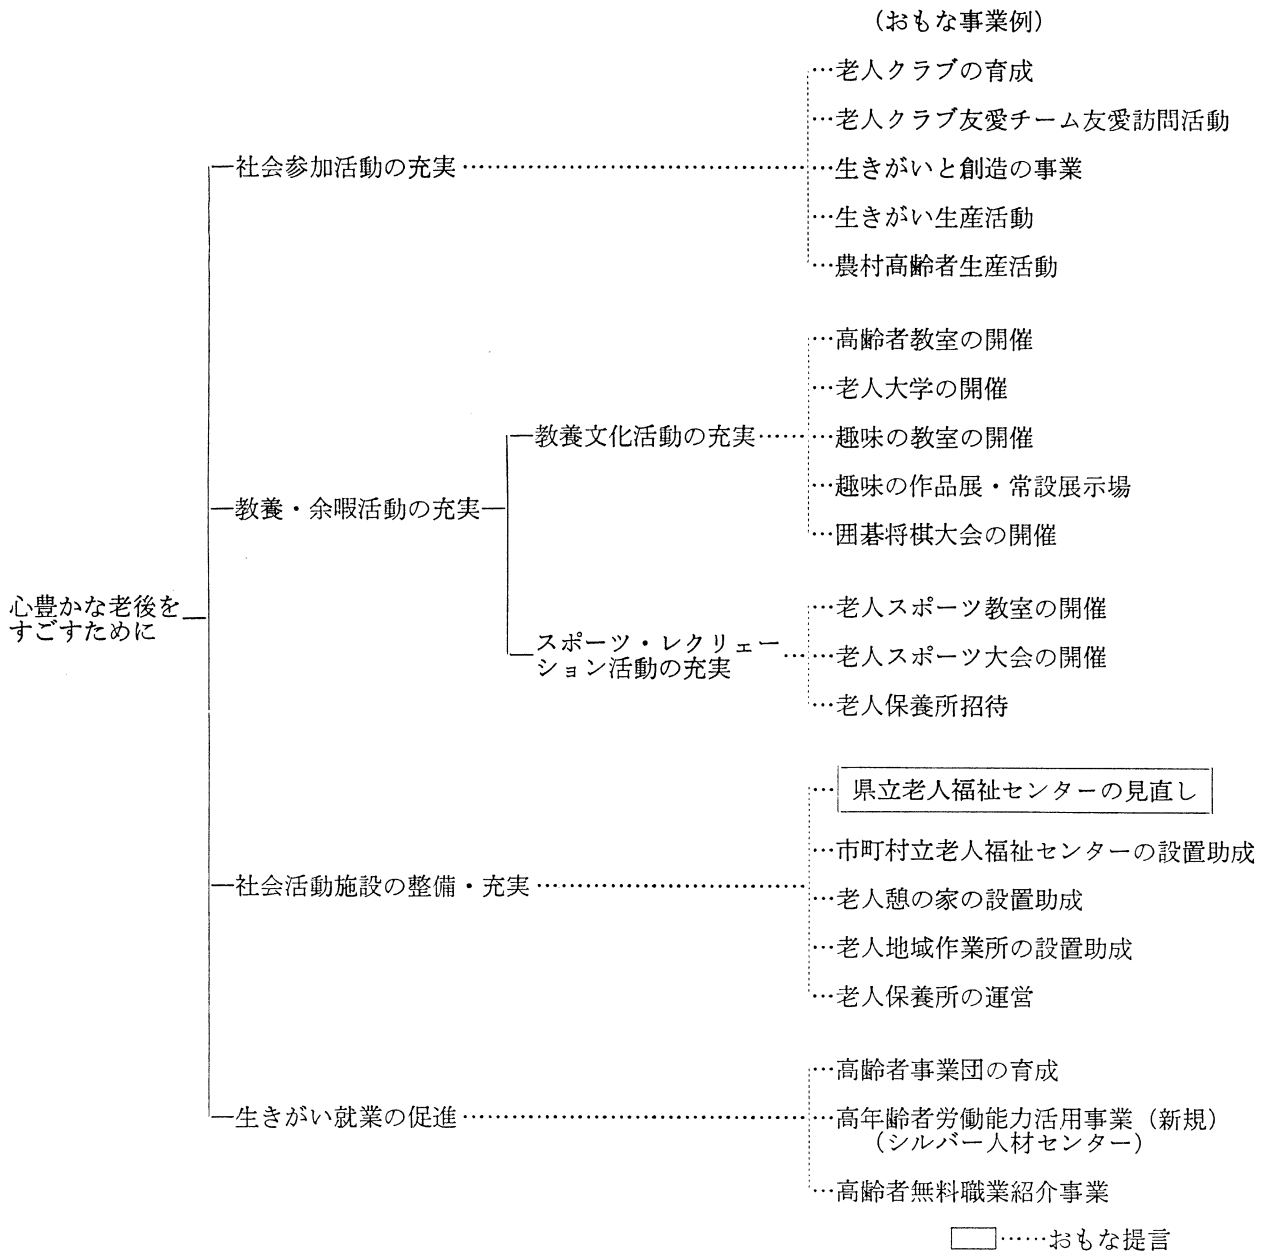 (おもな事業例)
心豊かな老後を
すごすために
社会参加活動の充実
老人クラブの育成
老人クラブ友愛チーム友愛訪問活動
生きがいと創造の事業
生きがい生産活動
農村高齢者生産活動
教養・余暇活動の充実
教養文化活動の充実
高齢者教室の開催
老人大学の開催
趣味の教室の開催
趣味の作品展・常設展示場
囲碁将棋大会の開催
スポーツ・レクリェー
ション活動の充実
老人スポーツ教室の開催
老人スポーツ大会の開催
老人保養所招待
社会活動施設の整備・充実
県立老人福祉センターの見直し
市町村立老人福祉センターの設置助成
老人憩の家の設置助成
老人地域作業所の設置助成
老人保養所の運営
生きがい就業の促進
高齢者事業団の育成
高年齢者労働能力活用事業(新規)
(シルバー人材センター)
高齢者無料職業紹介事業
……おもな提言